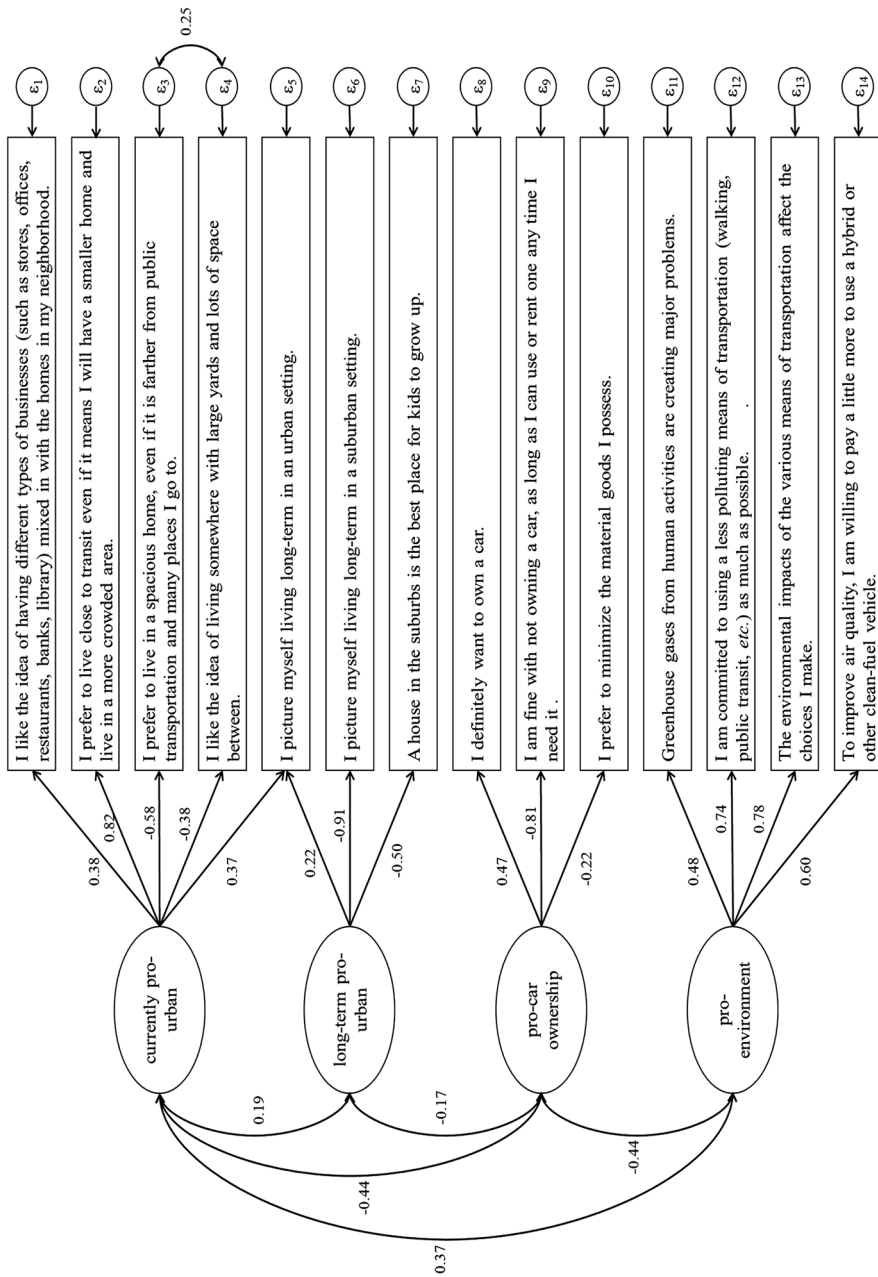 0.25
ε1
ε2
ε3
ε4
ε5
ε6
ε7
ε8
ε9
ε10
ε11
ε12
ε13
ε14
I like the idea of having different types of businesses (such as stores, offices,
restaurants, banks, library) mixed in with the homes in my neighborhood.
I prefer to live close to transit even if it means I will have a smaller home and
live in a more crowded area.
I prefer to live in a spacious home, even if it is farther from public
transportation and many places I go to.
I like the idea of living somewhere with large yards and lots of space
between.
I picture myself living long-term in an urban setting.
I picture myself living long-term in a suburban setting.
A house in the suburbs is the best place for kids to grow up.
I definitely want to own a car.
I am fine with not owning a car, as long as I can use or rent one any time I
need it .
I prefer to minimize the material goods I possess.
Greenhouse gases from human activities are creating major problems.
I am committed to using a less polluting means of transportation (walking,
public transit, etc.) as much as possible. .
The environmental impacts of the various means of transportation affect the
choices I make.
To improve air quality, I am willing to pay a little more to use a hybrid or
other clean-fuel vehicle.
0.38
0.82
-0.58
-0.38
0.37
0.22
-0.91
-0.50
0.47
-0.81
-0.22
0.48
0.74
0.78
0.60
currently pro-
urban
long-term pro-
urban
pro-car
ownership
pro-
environment
0.19
-0.17
-0.44
-0.44
0.37